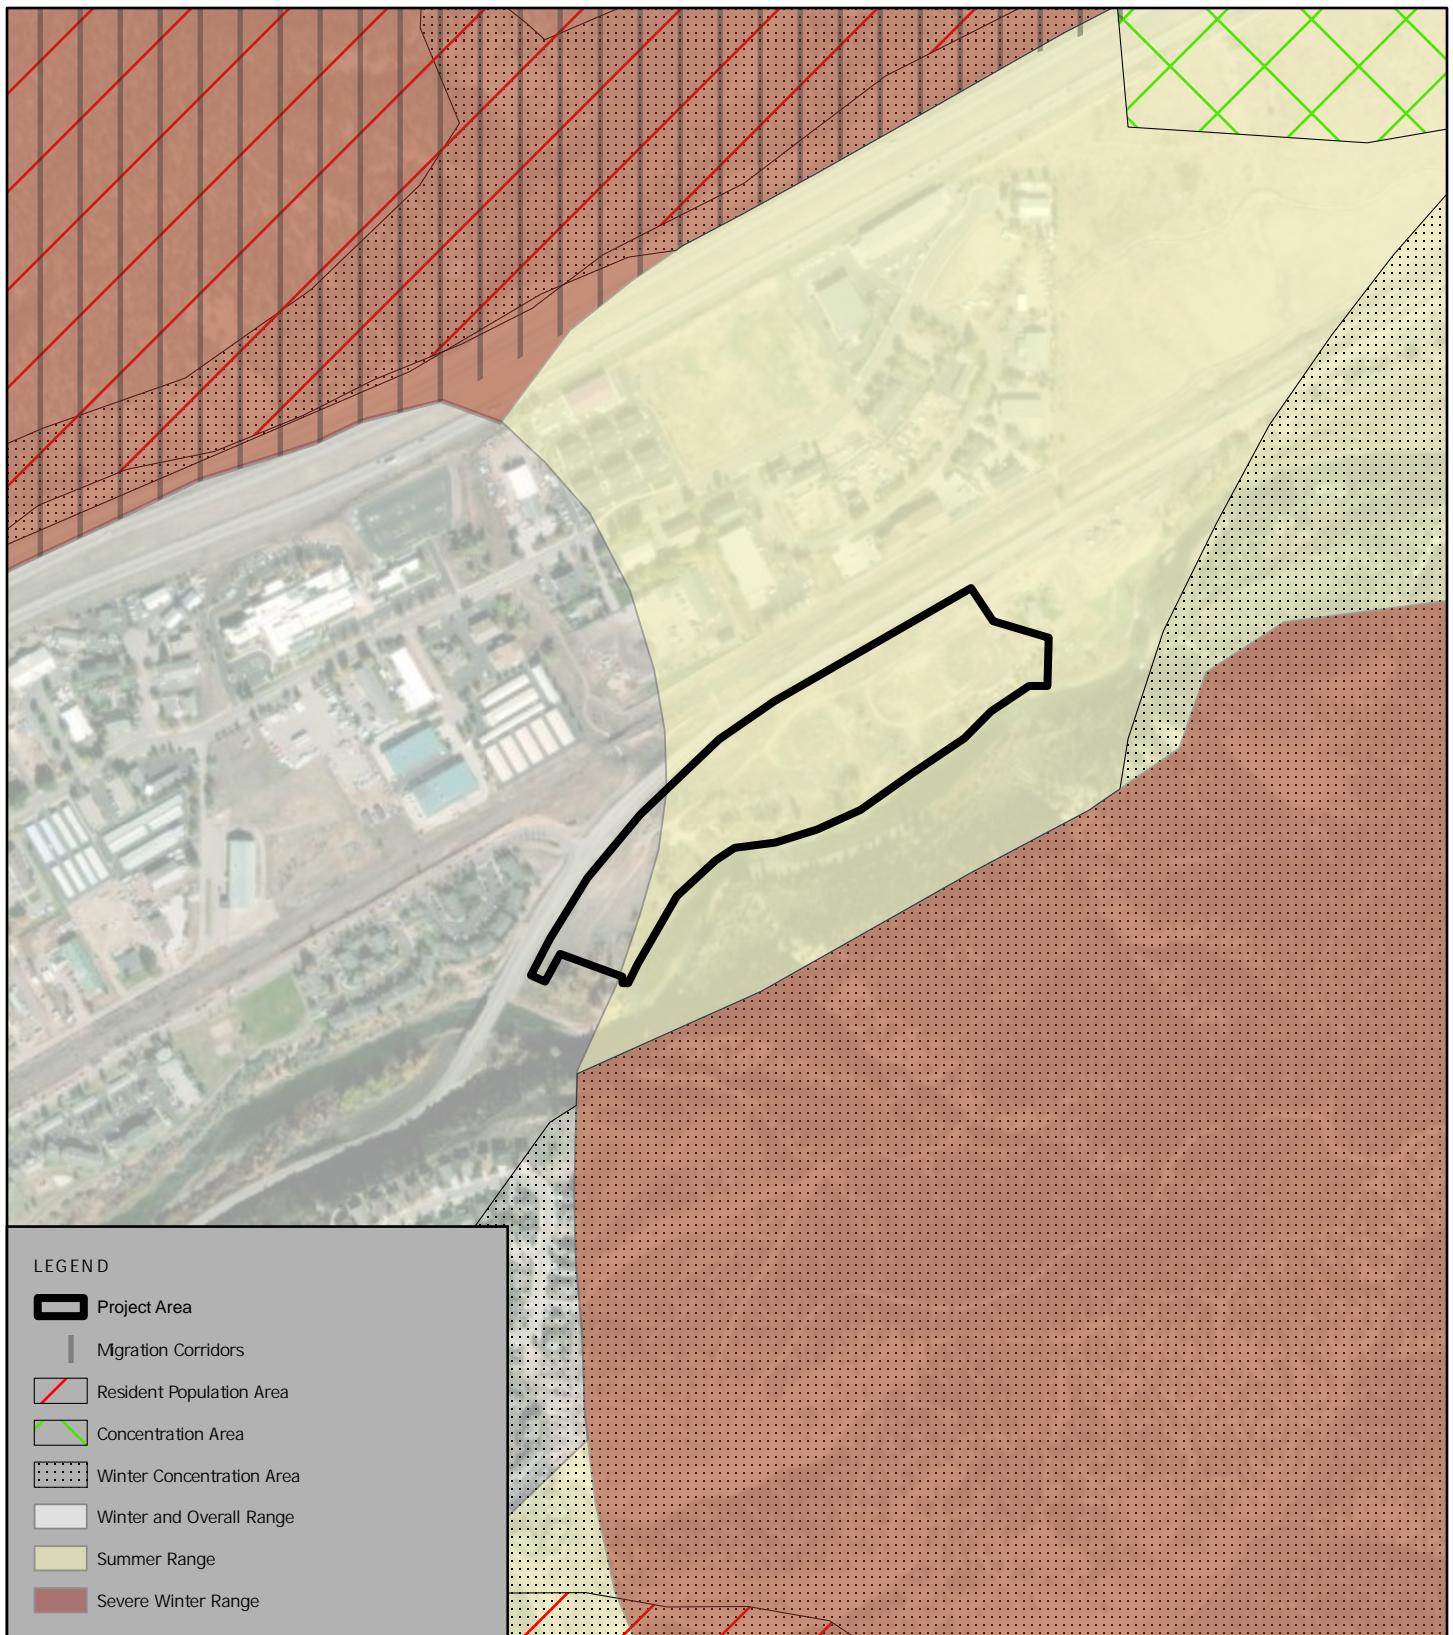 LEGEND
Project Area
Migration Corridors
Resident Population Area
Concentration Area
Winter Concentration Area
Winter and Overall Range
Summer Range
Severe Winter Range